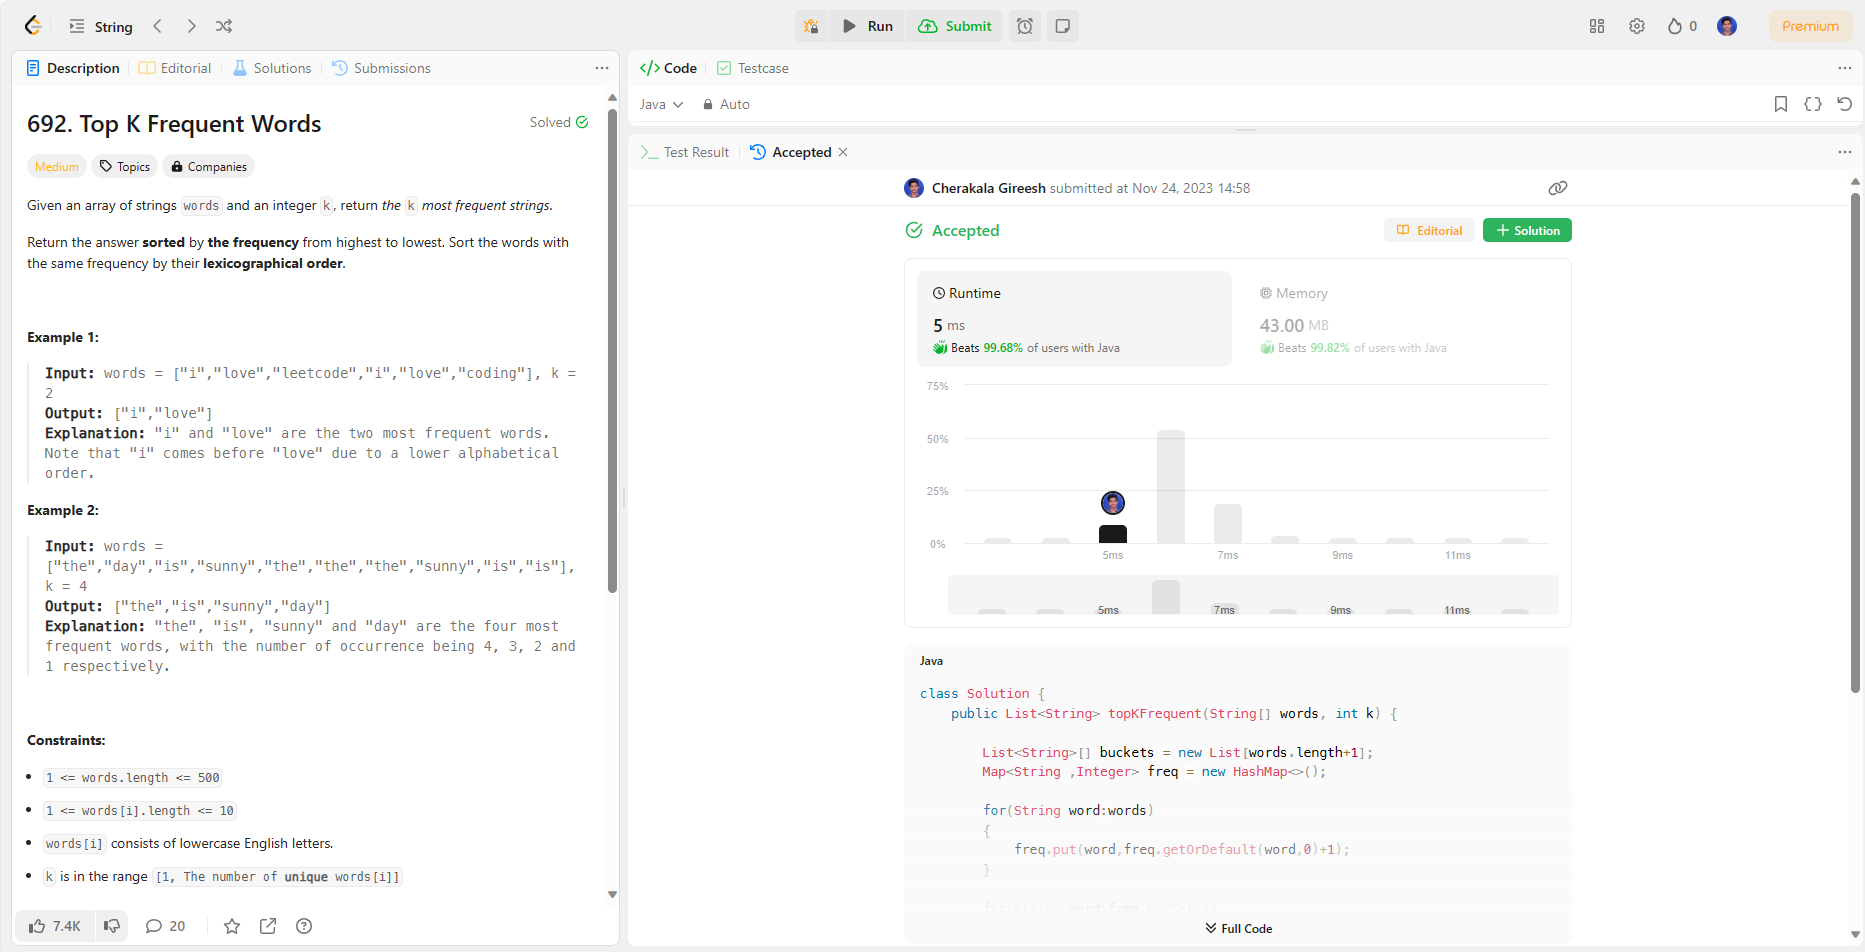 String
Run
Submit
0
Premium
Description
Editorial
Solutions
Submissions
692. Top K Frequent Words
Solved
Medium
Topics
Companies
Given an array of strings words and an integer k, return the k most frequent strings.
Return the answer sorted by the frequency from highest to lowest. Sort the words with
the same frequency by their lexicographical order.
Example 1:
Input: words = ["i","love","leetcode","i","love","coding"], k =
2
Output: ["i","love"]
Explanation: "i" and "love" are the two most frequent words.
Note that "i" comes before "love" due to a lower alphabetical
order.
Example 2:
Input: words =
["the","day","is","sunny","the","the","the","sunny","is","is"],
k = 4
Output: ["the","is","sunny","day"]
Explanation: "the", "is", "sunny" and "day" are the four most
frequent words, with the number of occurrence being 4, 3, 2 and
1 respectively.
Constraints:
• 1 <= words.length <= 500
• 1 <= words[i].length <= 10
• words[i] consists of lowercase English letters.
• k is in the range [1, The number of unique words[i]]
7.4K
20
Code
Testcase
Java
Auto
Test Result
Accepted
Cherakala Gireesh submitted at Nov 24, 2023 14:58
Accepted
Editorial
Solution
Runtime
5 ms
Beats 99.68% of users with Java
Memory
43.00 MB
Beats 99.82% of users with Java
75%
50%
25%
0%
5ms
7ms
9ms
11ms
5ms
7ms
9ms
11ms
Java
class Solution {
public List<String> topKFrequent(String[] words, int k) {
List<String>[] buckets = new List[words.length+1];
Map<String ,Integer> freq = new HashMap<>();
for(String word:words)
{
freq.put(word,freq.getOrDefault(word,0)+1);
}
for(String word:freq.keySet())
Full Code